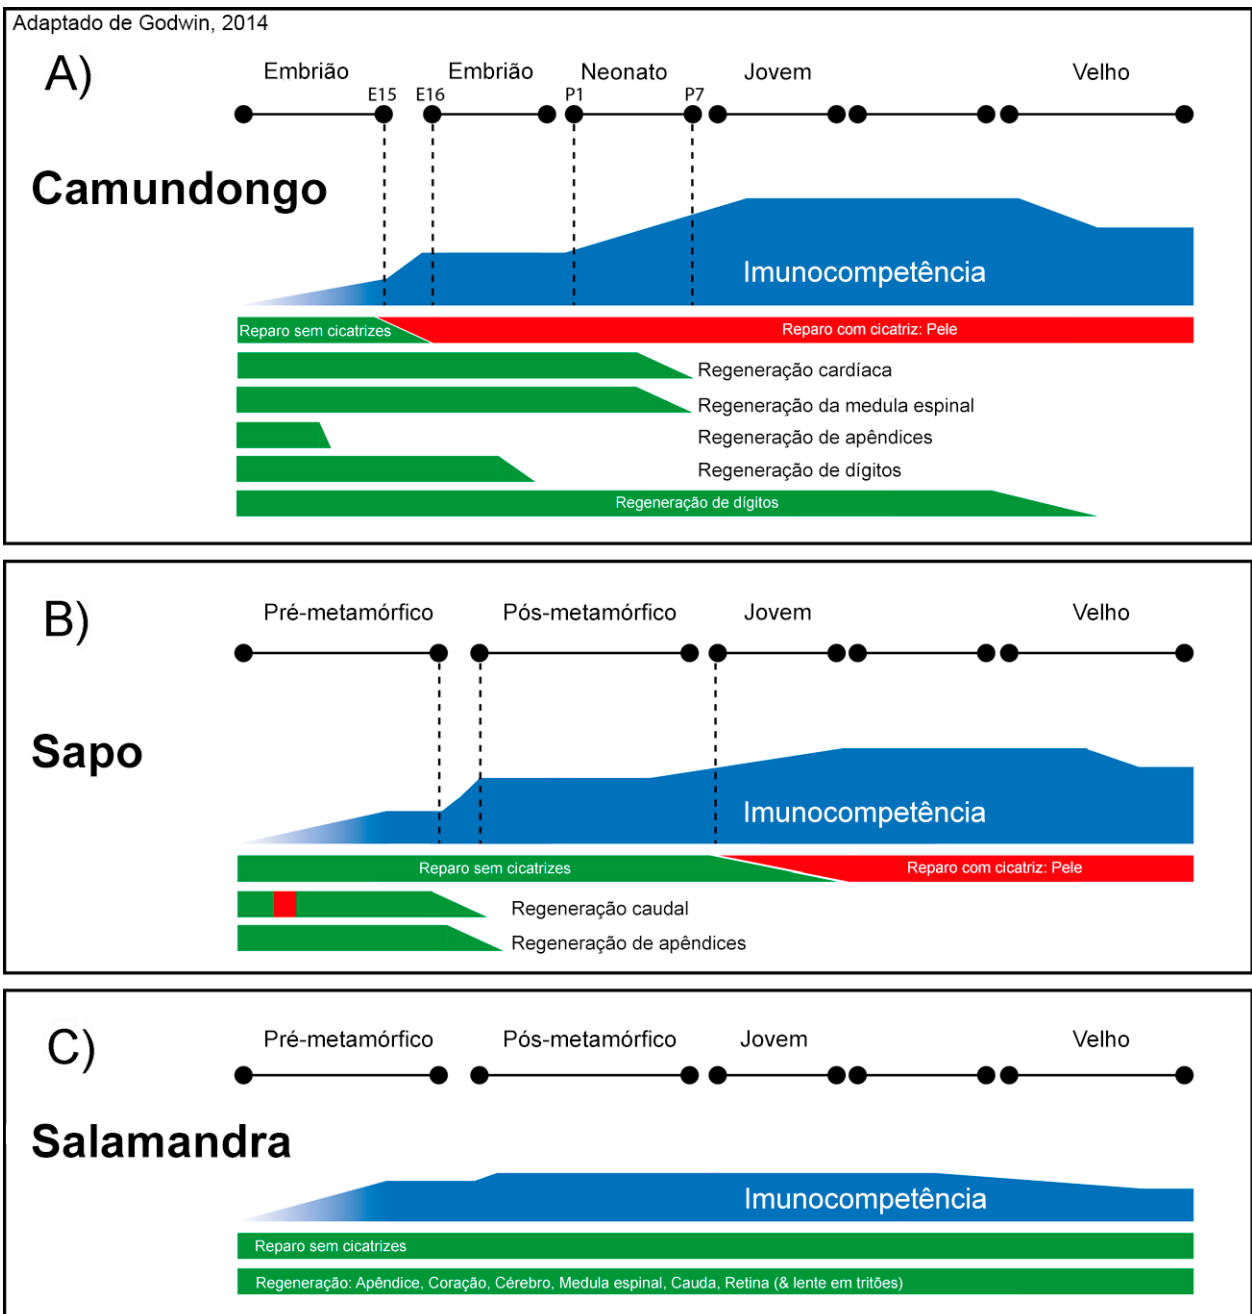 Adaptado de Godwin, 2014
A)
Embrião
Embrião
Neonato
Jovem
Velho
E15
E16
P1
P7
Camundongo
Imunocompetência
Reparo sem cicatrizes
Reparo com cicatriz: Pele
Regeneração cardíaca
Regeneração da medula espinal
Regeneração de apêndices
Regeneração de dígitos
Regeneração de dígitos
B)
Pré-metamórfico
Pós-metamórfico
Jovem
Velho
Sapo
Imunocompetência
Reparo sem cicatrizes
Reparo com cicatriz: Pele
Regeneração caudal
Regeneração de apêndices
C)
Pré-metamórfico
Pós-metamórfico
Jovem
Velho
Salamandra
Imunocompetência
Reparo sem cicatrizes
Regeneração: Apêndice, Coração, Cérebro, Medula espinal, Cauda, Retina (& lente em tritões)